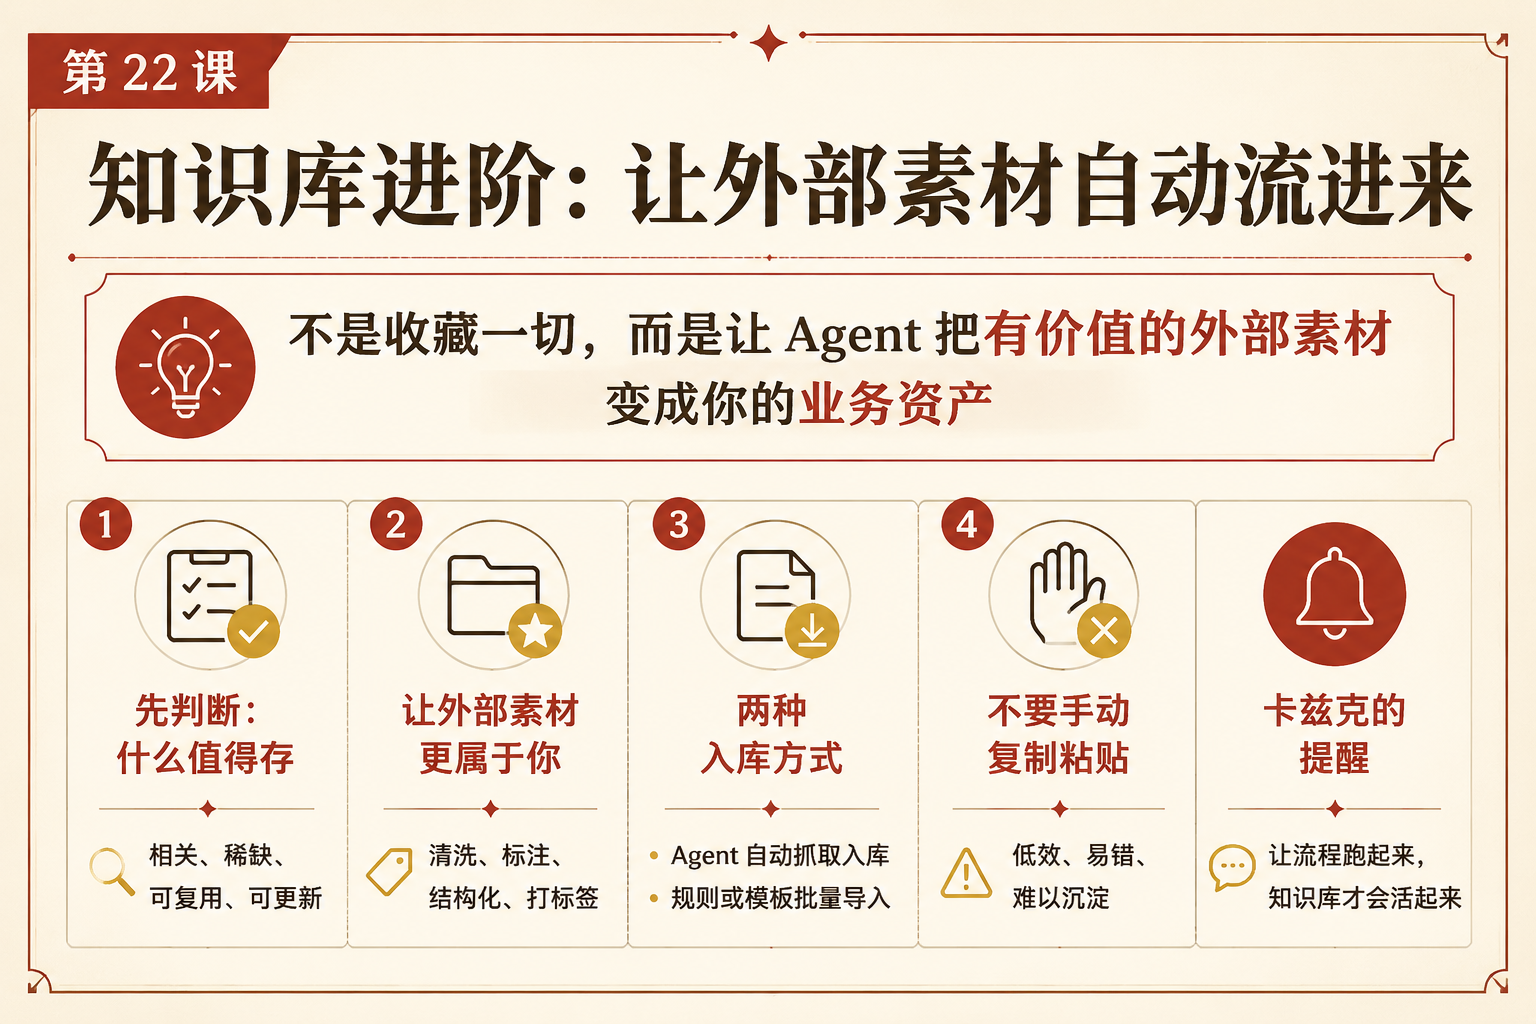 第 22 课
知识库进阶：让外部素材自动流进来
不是收藏一切，而是让 Agent 把有价值的外部素材
变成你的业务资产
1
先判断：
什么值得存
相关、稀缺、
可复用、可更新
2
让外部素材
更属于你
清洗、标注、
结构化、打标签
3
两种
入库方式
• Agent 自动抓取入库
• 规则或模板批量导入
4
不要手动
复制粘贴
低效、易错、
难以沉淀
卡兹克的
提醒
让流程跑起来，
知识库才会活起来